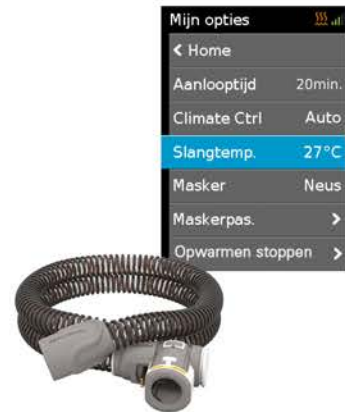 Mijn opties
< Home
Aanlooptijd 20min.
Climate Ctrl Auto
Slangtemp. 27°C
Masker Neus
Maskerpas. >
Opwarmen stoppen >